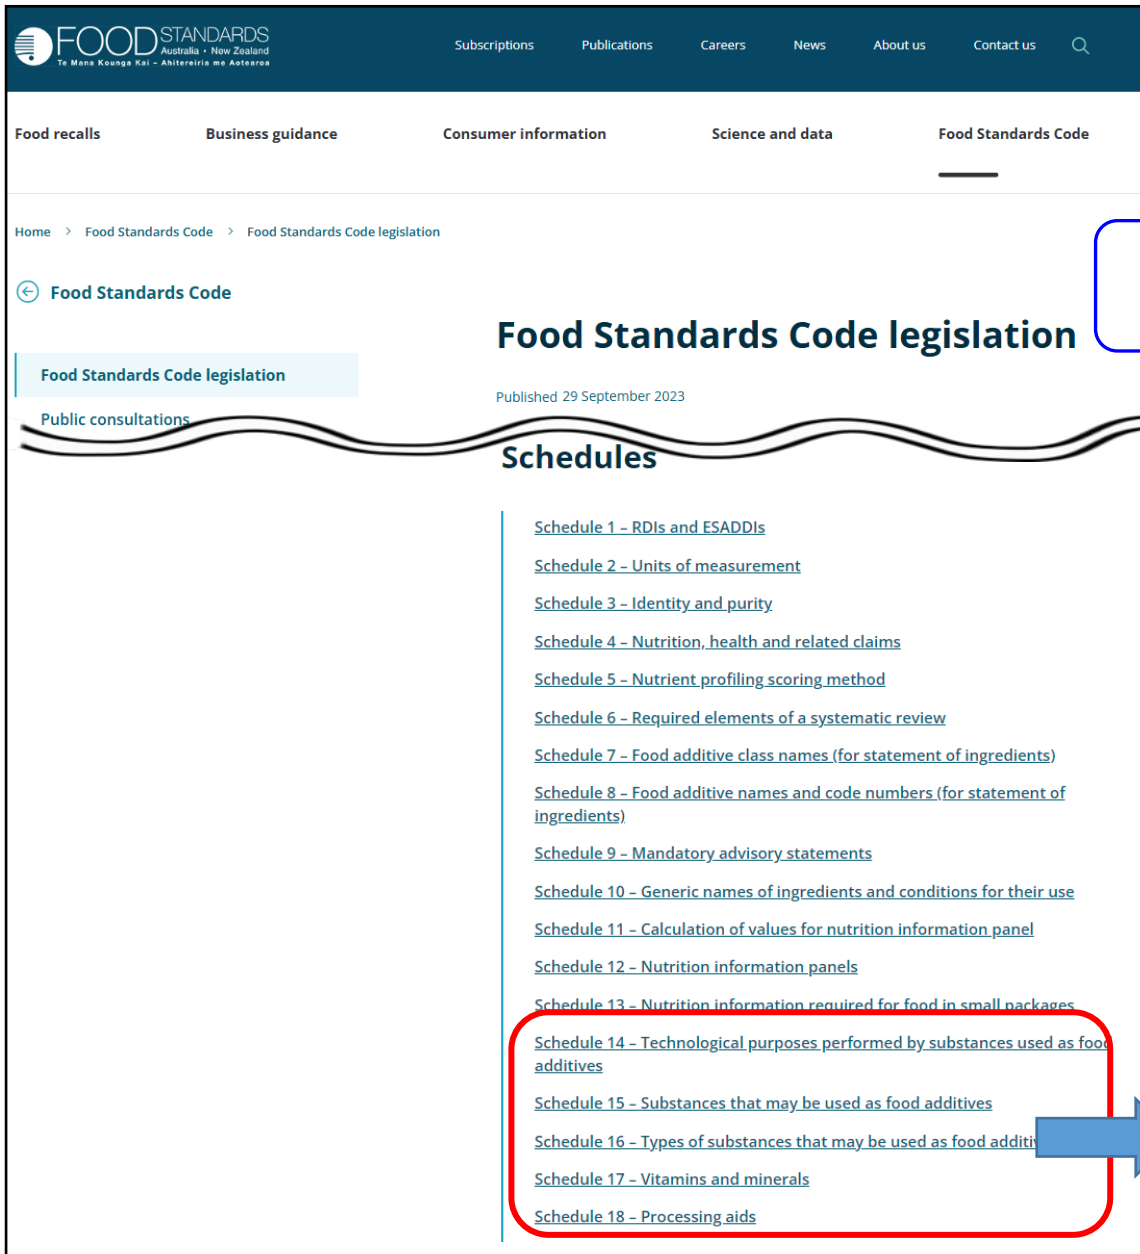 FOOD STANDARDS
Australia • New Zealand
Te Mana Kounga Kai – Ahitereiria me Aotearoa
Subscriptions Publications Careers News About us Contact us
Food recalls Business guidance Consumer information Science and data Food Standards Code
Home > Food Standards Code > Food Standards Code legislation
Food Standards Code
Food Standards Code legislation
Food Standards Code legislation
Published 29 September 2023
Public consultations
Schedules
Schedule 1 – RDIs and ESADDIs
Schedule 2 – Units of measurement
Schedule 3 – Identity and purity
Schedule 4 – Nutrition, health and related claims
Schedule 5 – Nutrient profiling scoring method
Schedule 6 – Required elements of a systematic review
Schedule 7 – Food additive class names (for statement of ingredients)
Schedule 8 – Food additive names and code numbers (for statement of
ingredients)
Schedule 9 – Mandatory advisory statements
Schedule 10 – Generic names of ingredients and conditions for their use
Schedule 11 – Calculation of values for nutrition information panel
Schedule 12 – Nutrition information panels
Schedule 13 – Nutrition information required for food in small packages
Schedule 14 – Technological purposes performed by substances used as food
additives
Schedule 15 – Substances that may be used as food additives
Schedule 16 – Types of substances that may be used as food
Schedule 17 – Vitamins and minerals
Schedule 18 – Processing aids